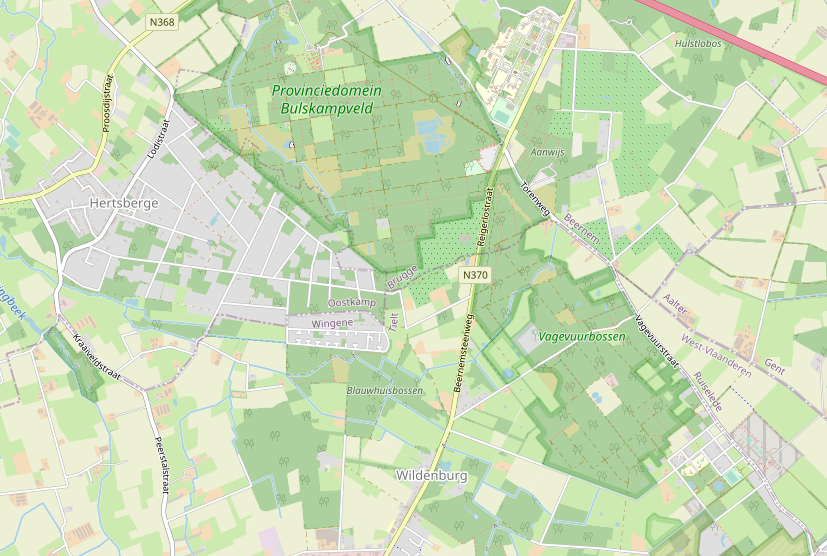 N368
Hulstlobos
Provinciedomein
Bulskampveld
Proosdijstraat
Lodistraat
Aanwijs
Torenweg
Hertsberge
Reigerlostraat
Beernem
Brugge
N370
Oostkamp
Aalter
Wingene
Tielt
Vagevuurbossen
Vagevuurstraat
West-Vlaanderen
Kraaiveldstraat
Beernemsteenweg
Gent
Blauwhuisbossen
Ruiselede
Peerstalstraat
Wildenburg